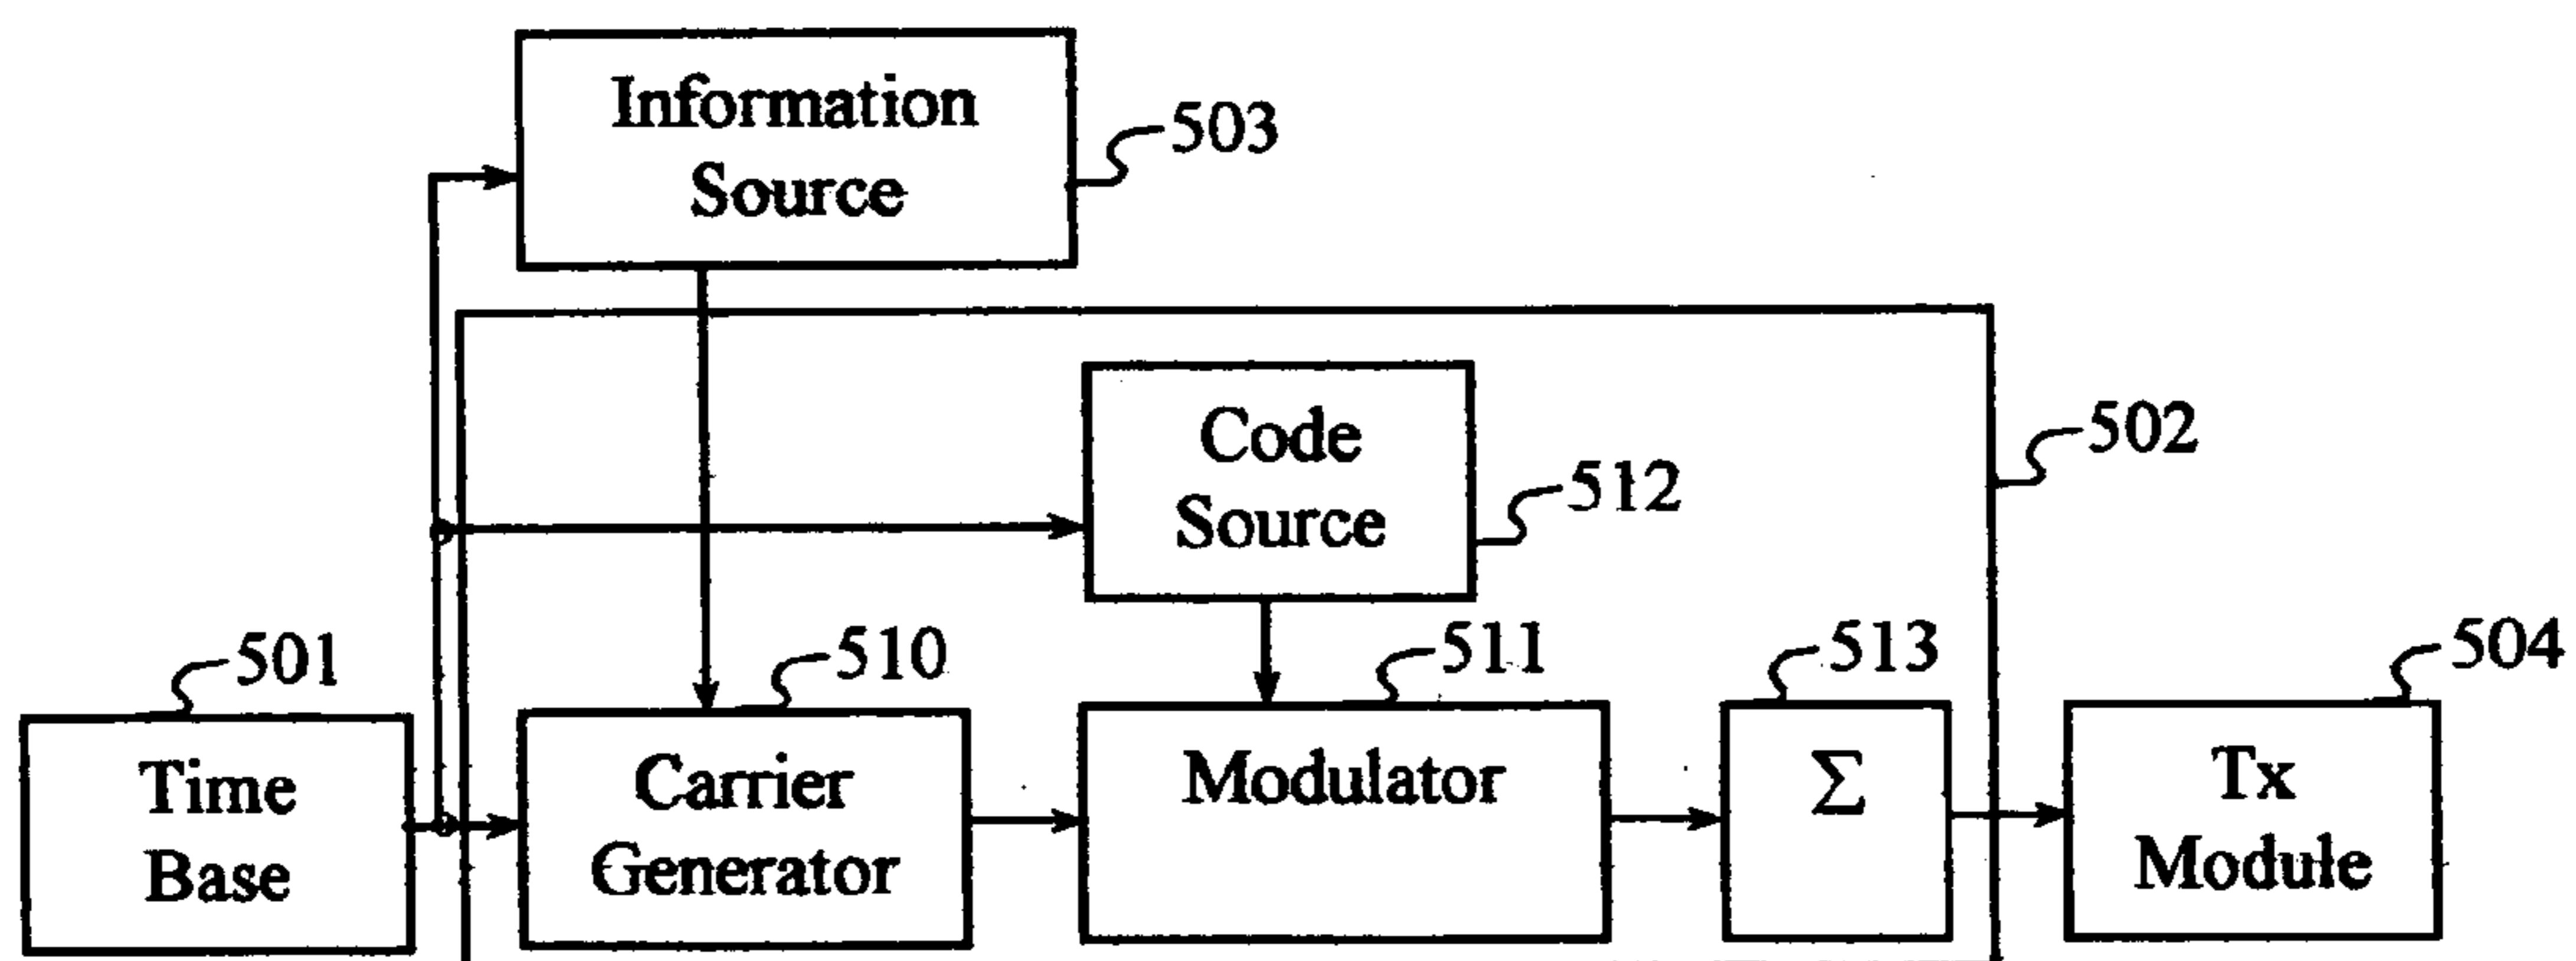 Information
Source
503
Code
Source
512
502
501
510
511
513
504
Time
Base
Carrier
Generator
Modulator
Σ
Tx
Module